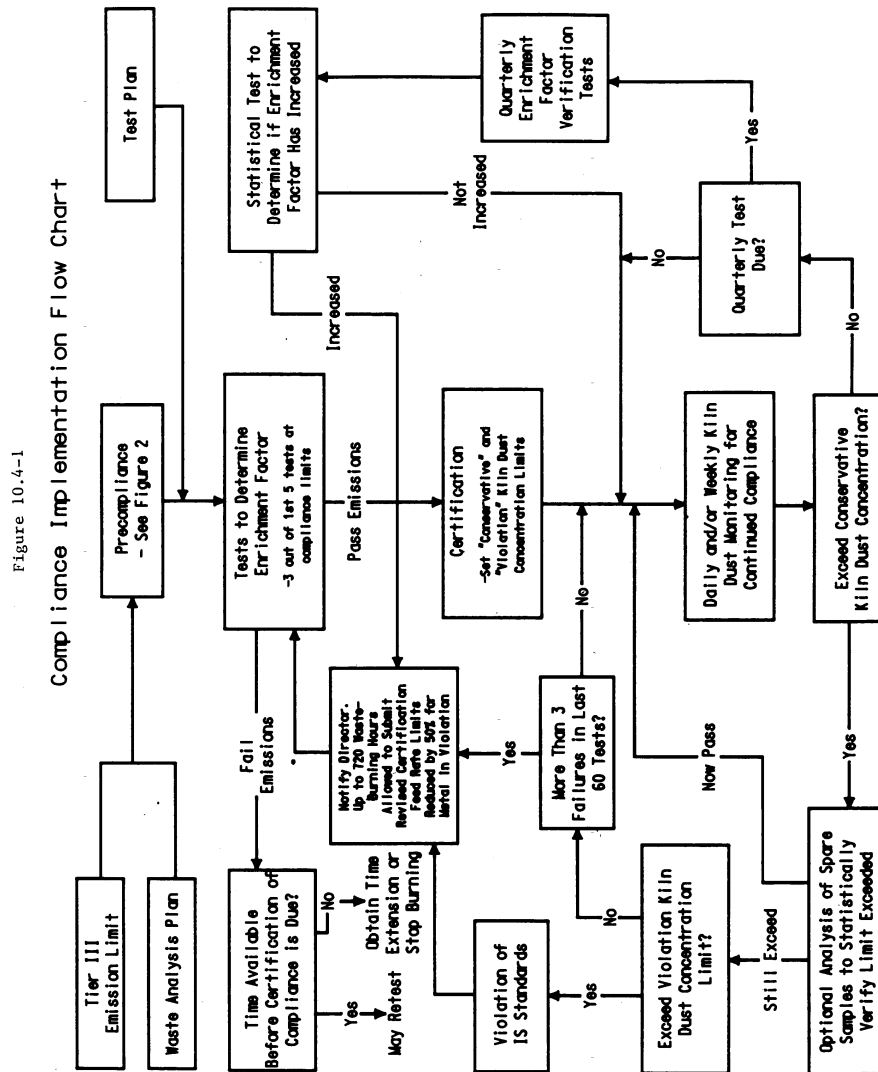 Figure 10.4-1
Compliance Implementation Flow Chart
Tier III
Emission Limit
Waste Analysis Plan
Precompliance
- See Figure 2
Test Plan
Time Available
Before Certification of
Compliance is Due?
Yes
May Retest
No
Obtain Time
Extension or
Stop Burning
Fail
Emissions
Tests to Determine
Enrichment Factor
-3 out of 1st 5 tests at
compliance limits
Statistical Test to
Determine if Enrichment
Factor Has Increased
Increased
Not
Increased
Pass Emissions
Violation of
IS Standards
Notify Director.
Up to 720 Waste-
Burning Hours
Allowed to Submit
Revised Certification
Feed Rate Limits
Reduced by 50% for
Metal in Violation
Certification
-Set "Conservative" and
"Violation" Kiln Dust
Concentration Limits
Quarterly
Enrichment
Factor
Verification
Tests
Yes
Yes
No
Yes
Exceed Violation Kiln
Dust Concentration
Limit?
No
More Than 3
Failures in Last
60 Tests?
Daily and/or Weekly Kiln
Dust Monitoring for
Continued Compliance
No
Quarterly Test
Due?
Still Exceed
Now Pass
No
Optional Analysis of Spare
Samples to Statistically
Verify Limit Exceeded
Yes
Exceed Conservative
Kiln Dust Concentration?